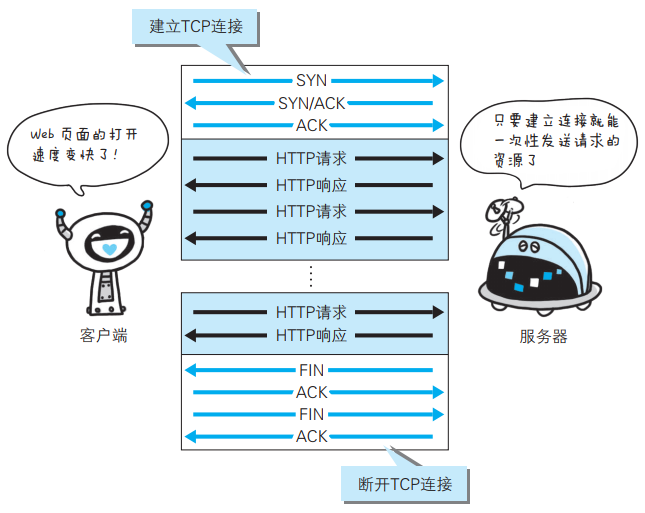 建立TCP连接
SYN
SYN/ACK
ACK
Web 页面的打开
速度变快了!
只要建立连接就能
一次性发送请求的
资源了
HTTP请求
HTTP响应
HTTP请求
HTTP响应
HTTP请求
HTTP响应
客户端
服务器
FIN
ACK
FIN
ACK
断开TCP连接